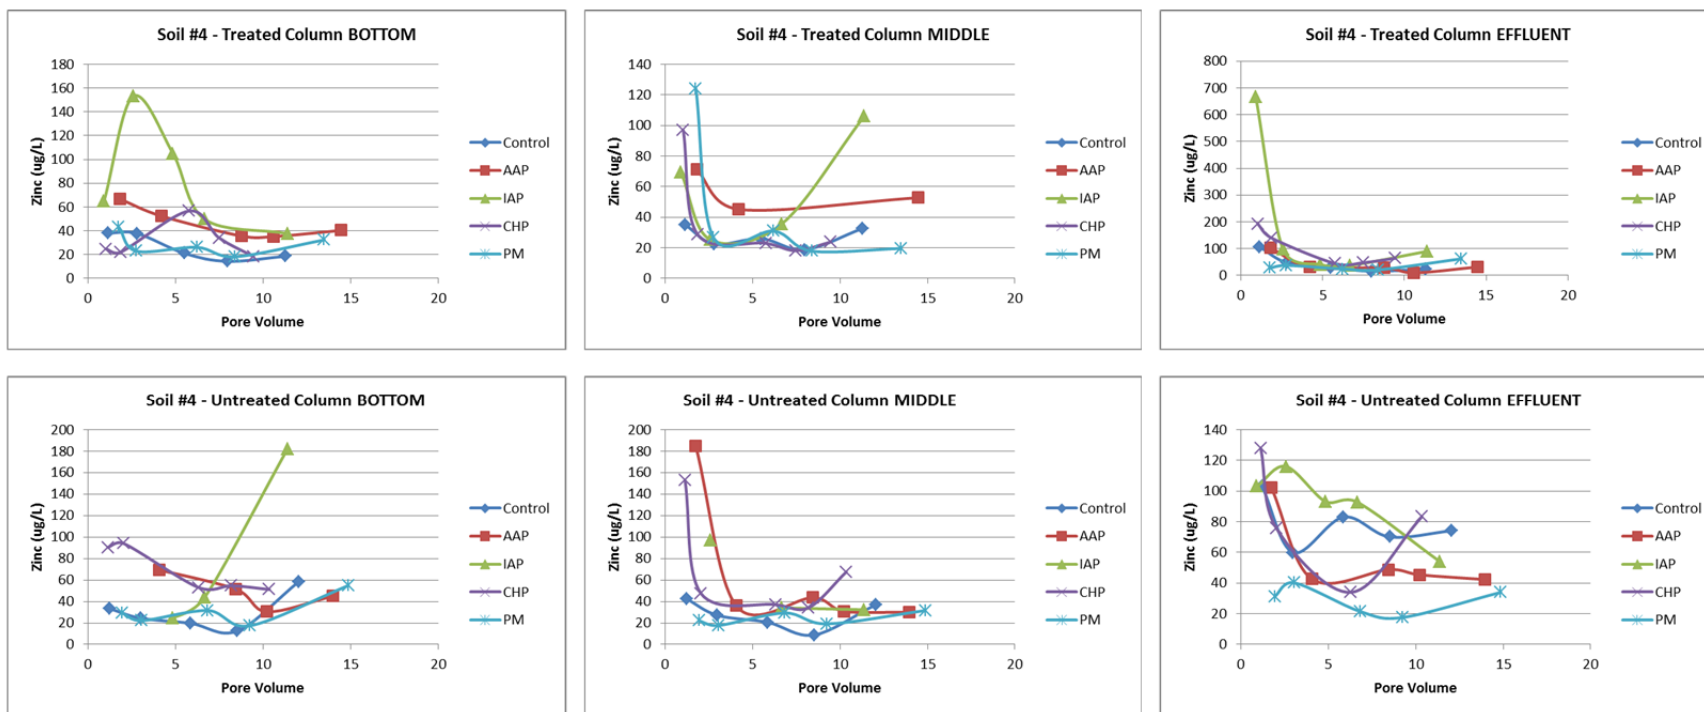 Soil #4 - Treated Column BOTTOM
Zinc (ug/L)
180
160
140
120
100
80
60
40
20
0
0 5 10 15 20
Pore Volume
Control
AAP
IAP
CHP
PM
Soil #4 - Treated Column MIDDLE
Zinc (ug/L)
140
120
100
80
60
40
20
0
0 5 10 15 20
Pore Volume
Control
AAP
IAP
CHP
PM
Soil #4 - Treated Column EFFLUENT
Zinc (ug/L)
800
700
600
500
400
300
200
100
0
0 5 10 15 20
Pore Volume
Control
AAP
IAP
CHP
PM
Soil #4 - Untreated Column BOTTOM
Zinc (ug/L)
200
180
160
140
120
100
80
60
40
20
0
0 5 10 15 20
Pore Volume
Control
AAP
IAP
CHP
PM
Soil #4 - Untreated Column MIDDLE
Zinc (ug/L)
200
180
160
140
120
100
80
60
40
20
0
0 5 10 15 20
Pore Volume
Control
AAP
IAP
CHP
PM
Soil #4 - Untreated Column EFFLUENT
Zinc (ug/L)
140
120
100
80
60
40
20
0
0 5 10 15 20
Pore Volume
Control
AAP
IAP
CHP
PM